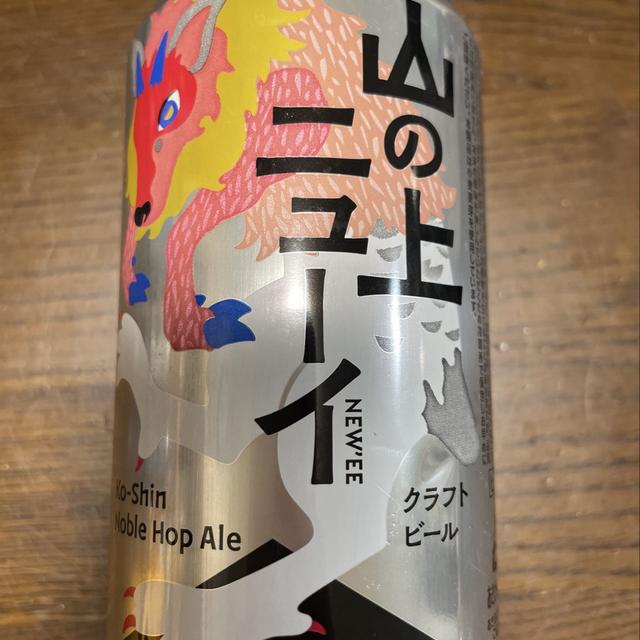 山の上
ニューイ
NEW'EE
Ko-Shin
Noble Hop Ale
クラフト
ビール